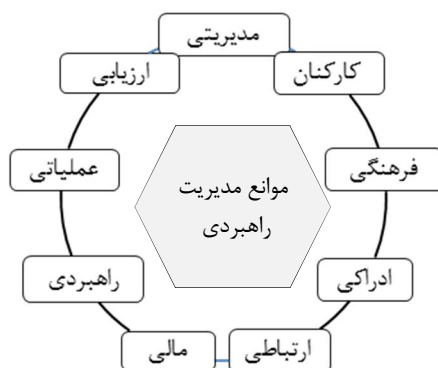 مدیریتی
کارکنان
ارزیابی
فرهنگی
عملیاتی
موانع مدیریت
راهبردی
ادراکی
راهبردی
ارتباطی
مالی